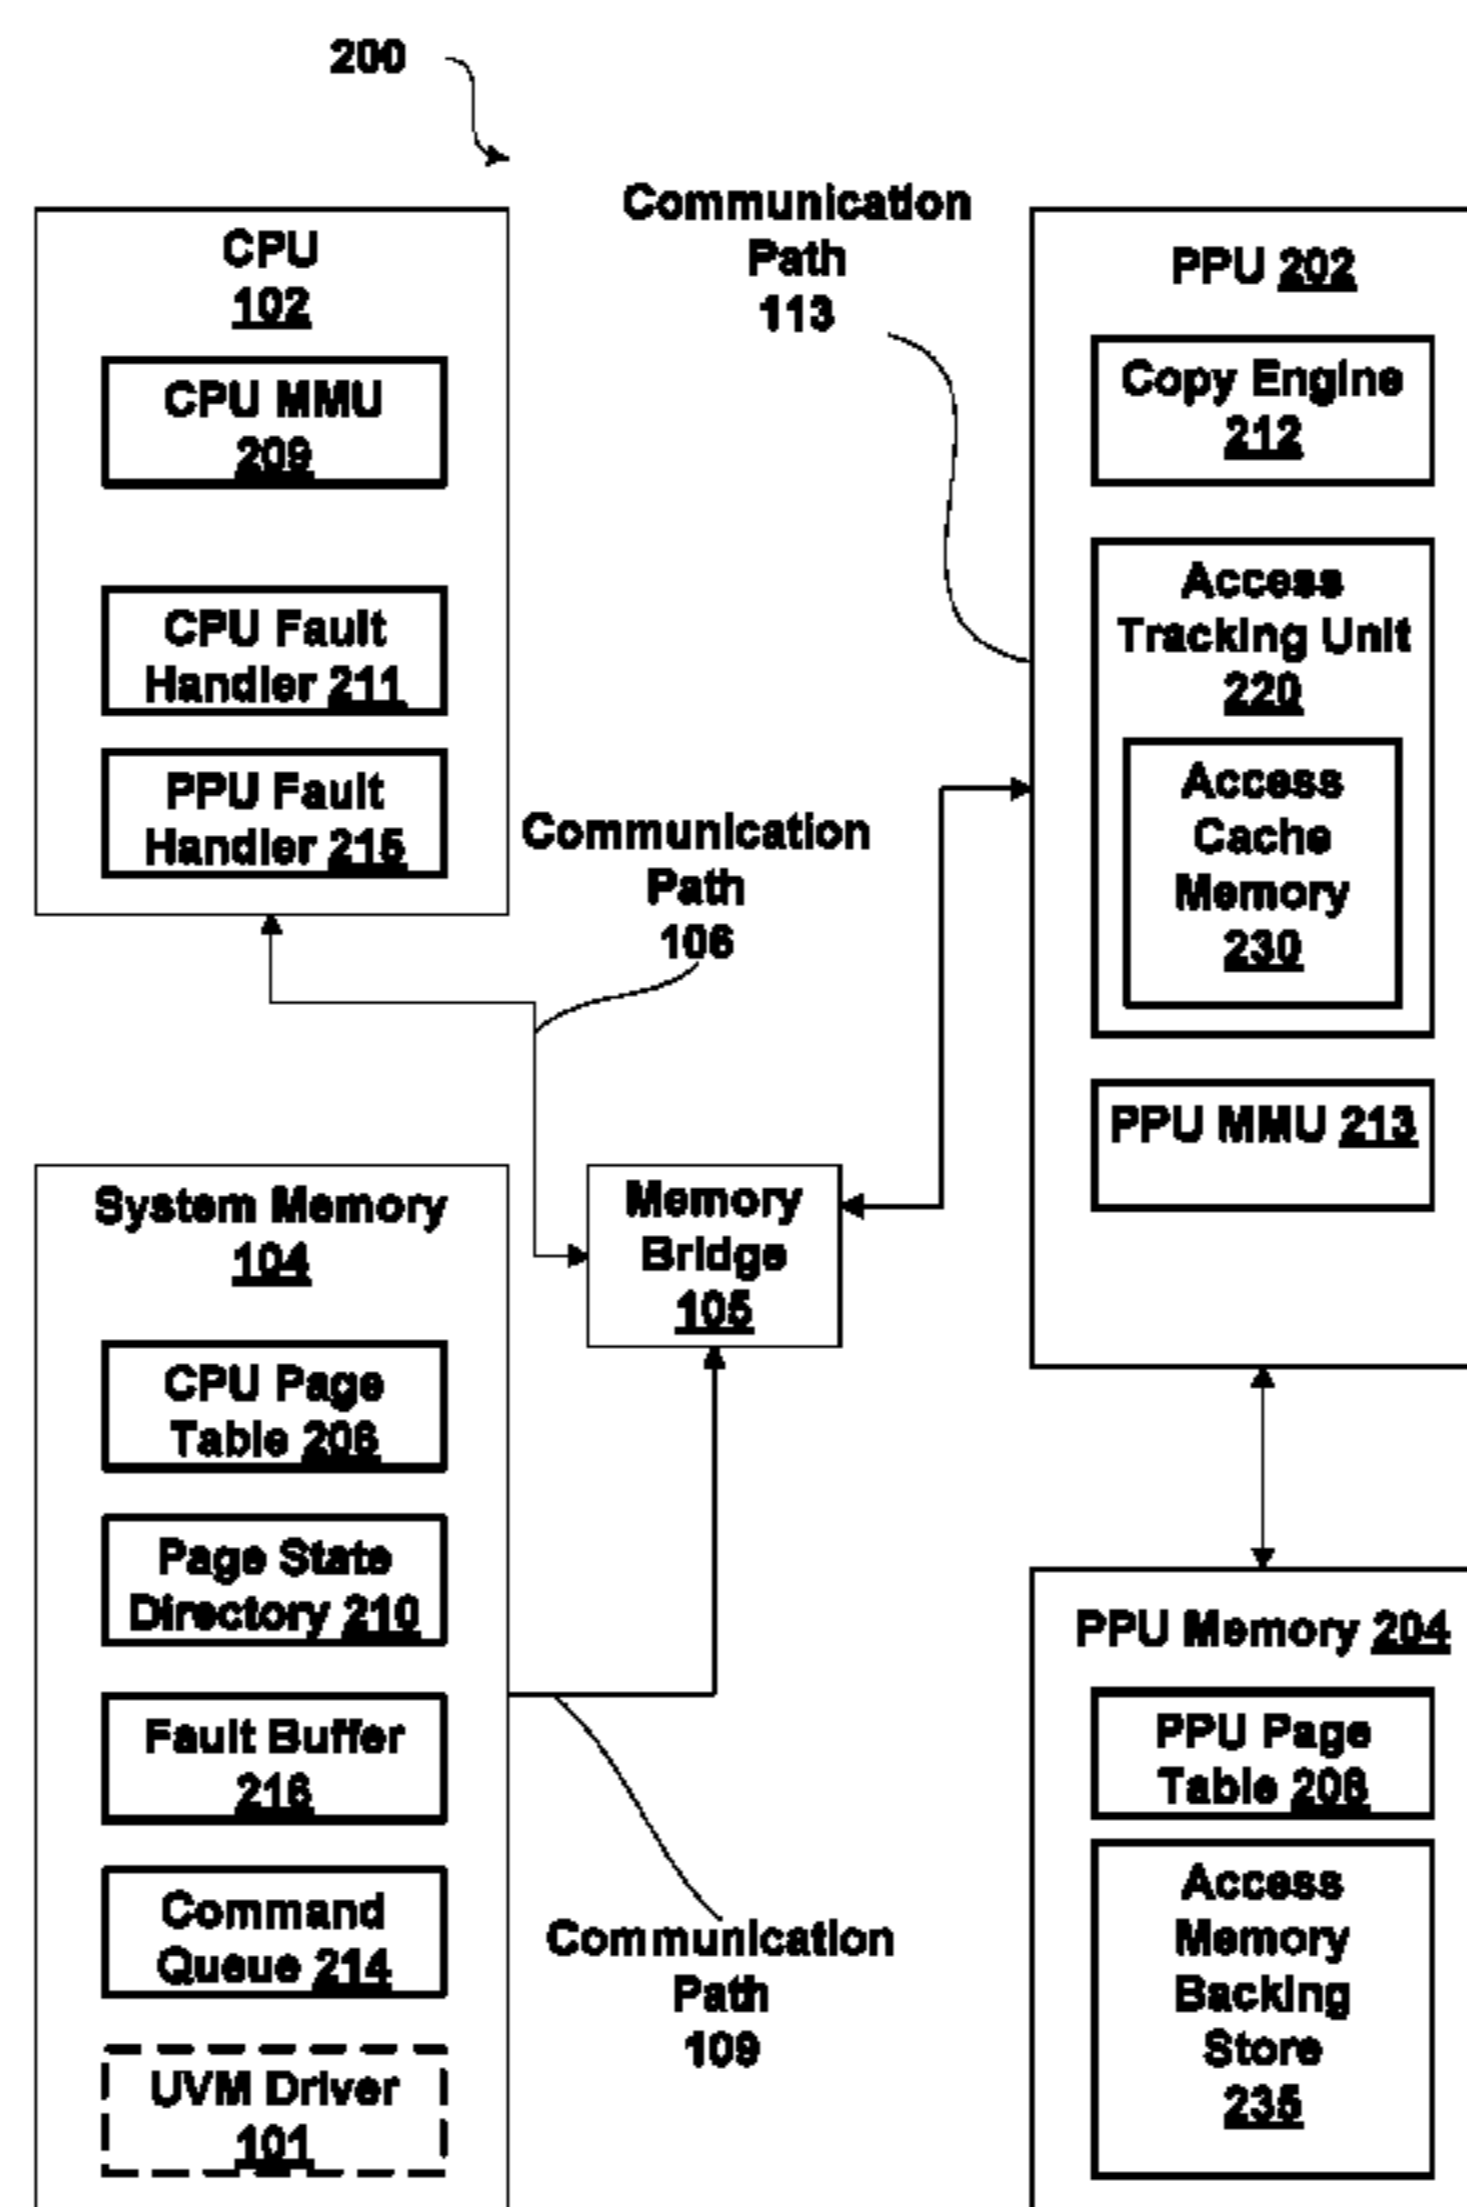 200
CPU
102
CPU MMU
209
CPU Fault
Handler 211
PPU Fault
Handler 215
Communication
Path
113
Communication
Path
106
PPU 202
Copy Engine
212
Access
Tracking Unit
220
Access
Cache
Memory
230
PPU MMU 213
System Memory
104
CPU Page
Table 206
Page State
Directory 210
Fault Buffer
216
Command
Queue 214
UVM Driver
101
Memory
Bridge
105
Communication
Path
109
PPU Memory 204
PPU Page
Table 208
Access
Memory
Backing
Store
235